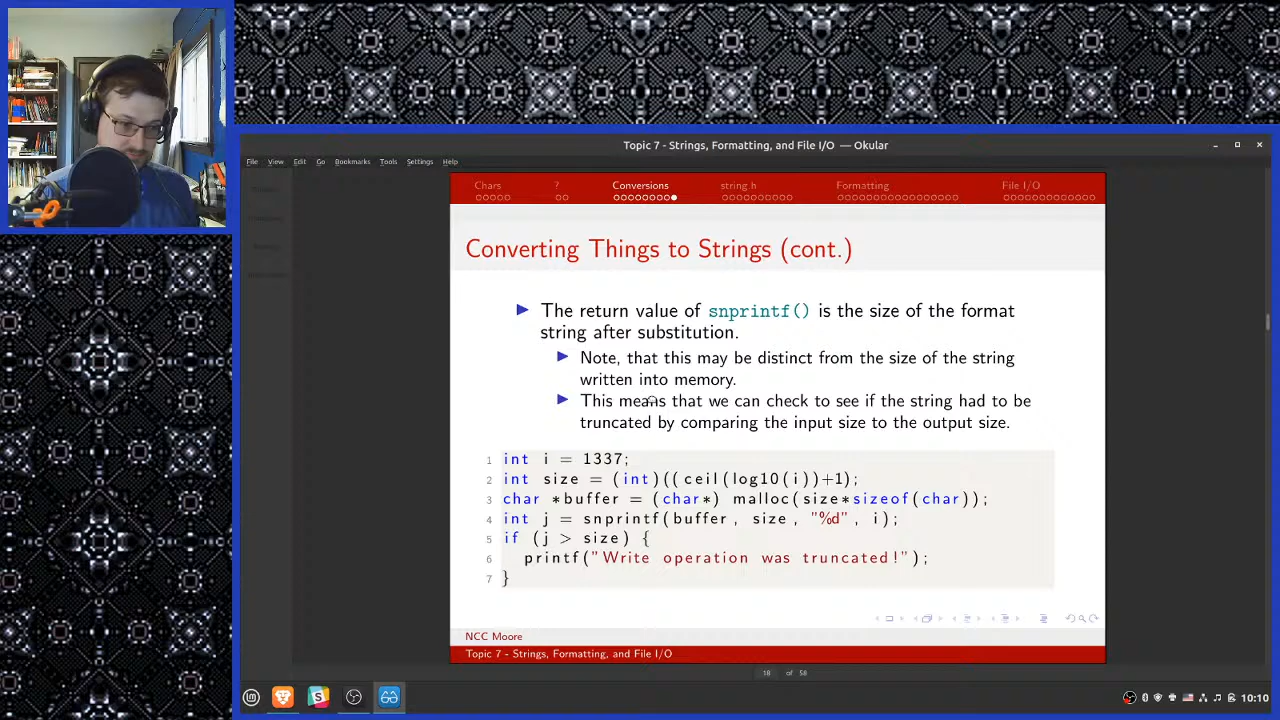 Topic 7 - Strings, Formatting, and File I/O — Okular
File View Edit Go Bookmarks Tools Settings Help
Chars ? Conversions string h Formatting File I/O
Converting Things to Strings (cont.)
The return value of snprintf() is the size of the format
string after substitution.
Note, that this may be distinct from the size of the string
written into memory.
This means that we can check to see if the string had to be
truncated by comparing the input size to the output size.
1 int i = 1337;
2 int size = (int)((ceil(log10(i))+1);
3 char *buffer = (char*) malloc(size*sizeof(char));
4 int j = snprintf(buffer, size, "%d", i);
5 if (j > size) {
6 printf("Write operation was truncated!");
7 }
NCC Moore
Topic 7 - Strings, Formatting, and File I/O
18 of 58
10:10